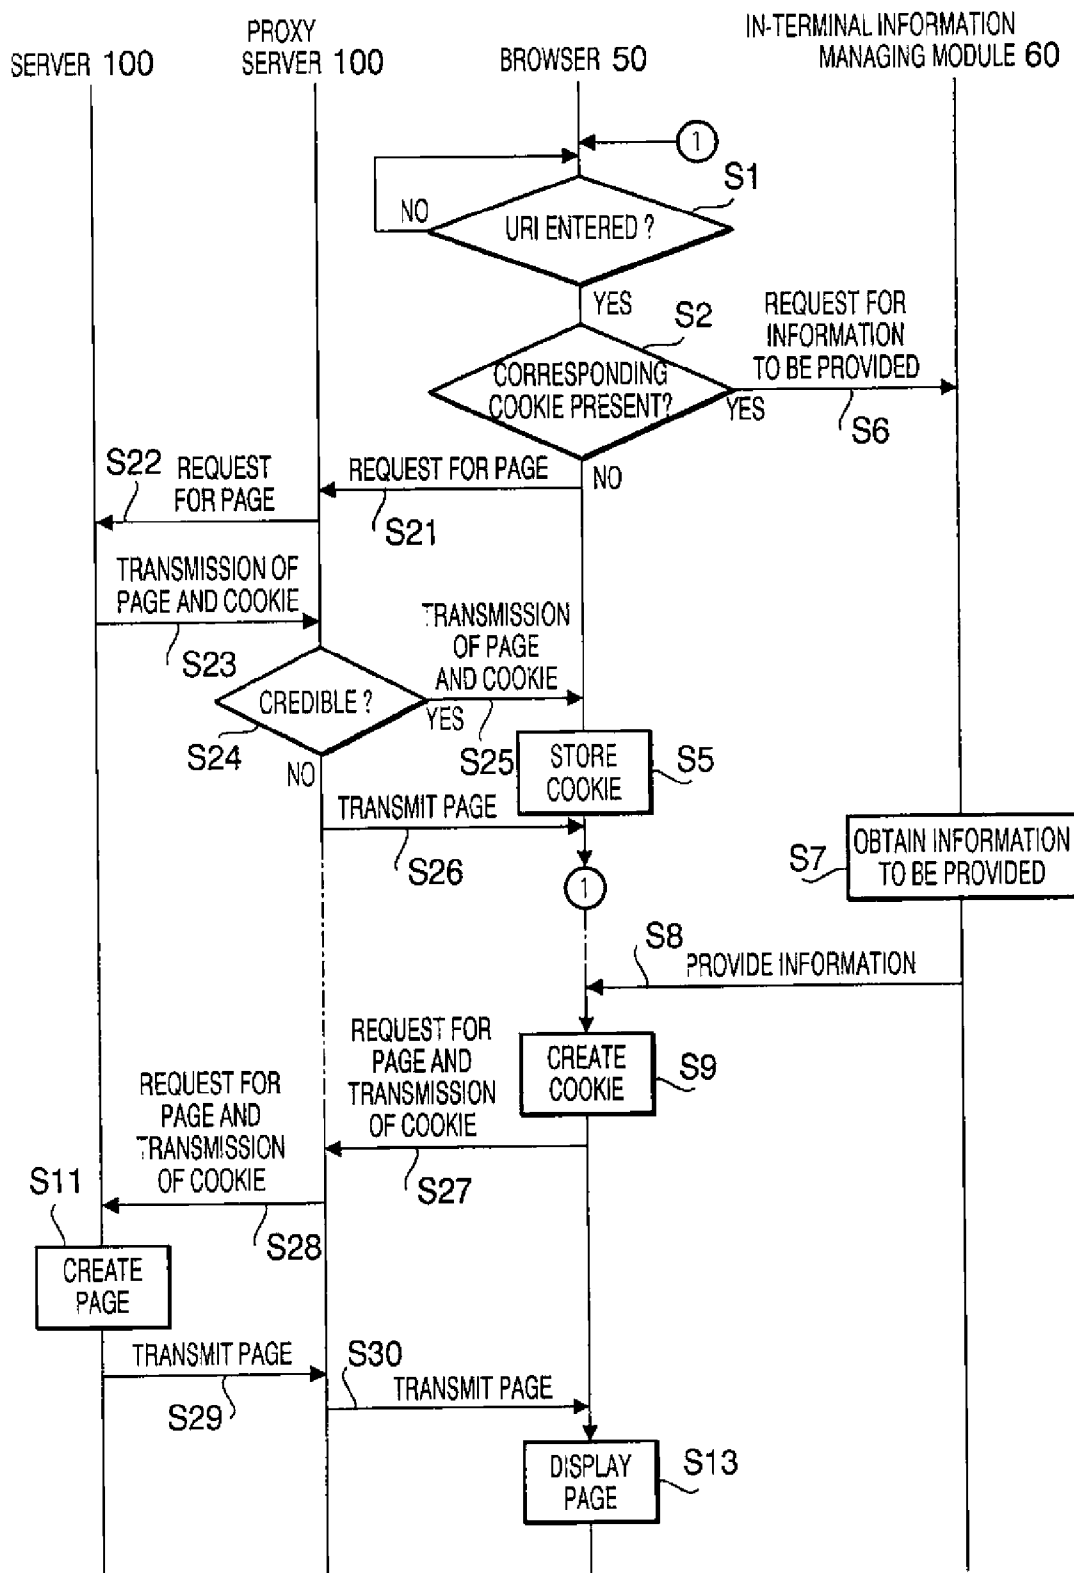 SERVER 100
PROXY
SERVER 100
BROWSER 50
IN-TERMINAL INFORMATION
MANAGING MODULE 60
1
S1
NO
URI ENTERED ?
YES
S2
REQUEST FOR
INFORMATION
TO BE PROVIDED
CORRESPONDING
COOKIE PRESENT?
YES
S6
S22
REQUEST
FOR PAGE
REQUEST FOR PAGE
NO
S21
TRANSMISSION OF
PAGE AND COOKIE
S23
TRANSMISSION
OF PAGE
AND COOKIE
CREDIBLE ?
YES
S24
S25
NO
STORE
COOKIE
S5
TRANSMIT PAGE
S26
S7
OBTAIN INFORMATION
TO BE PROVIDED
1
S8
PROVIDE INFORMATION
REQUEST FOR
PAGE AND
TRANSMISSION
OF COOKIE
CREATE
COOKIE
S9
REQUEST FOR
PAGE AND
TRANSMISSION
OF COOKIE
S27
S11
S28
CREATE
PAGE
TRANSMIT PAGE
S29
S30
TRANSMIT PAGE
DISPLAY
PAGE
S13